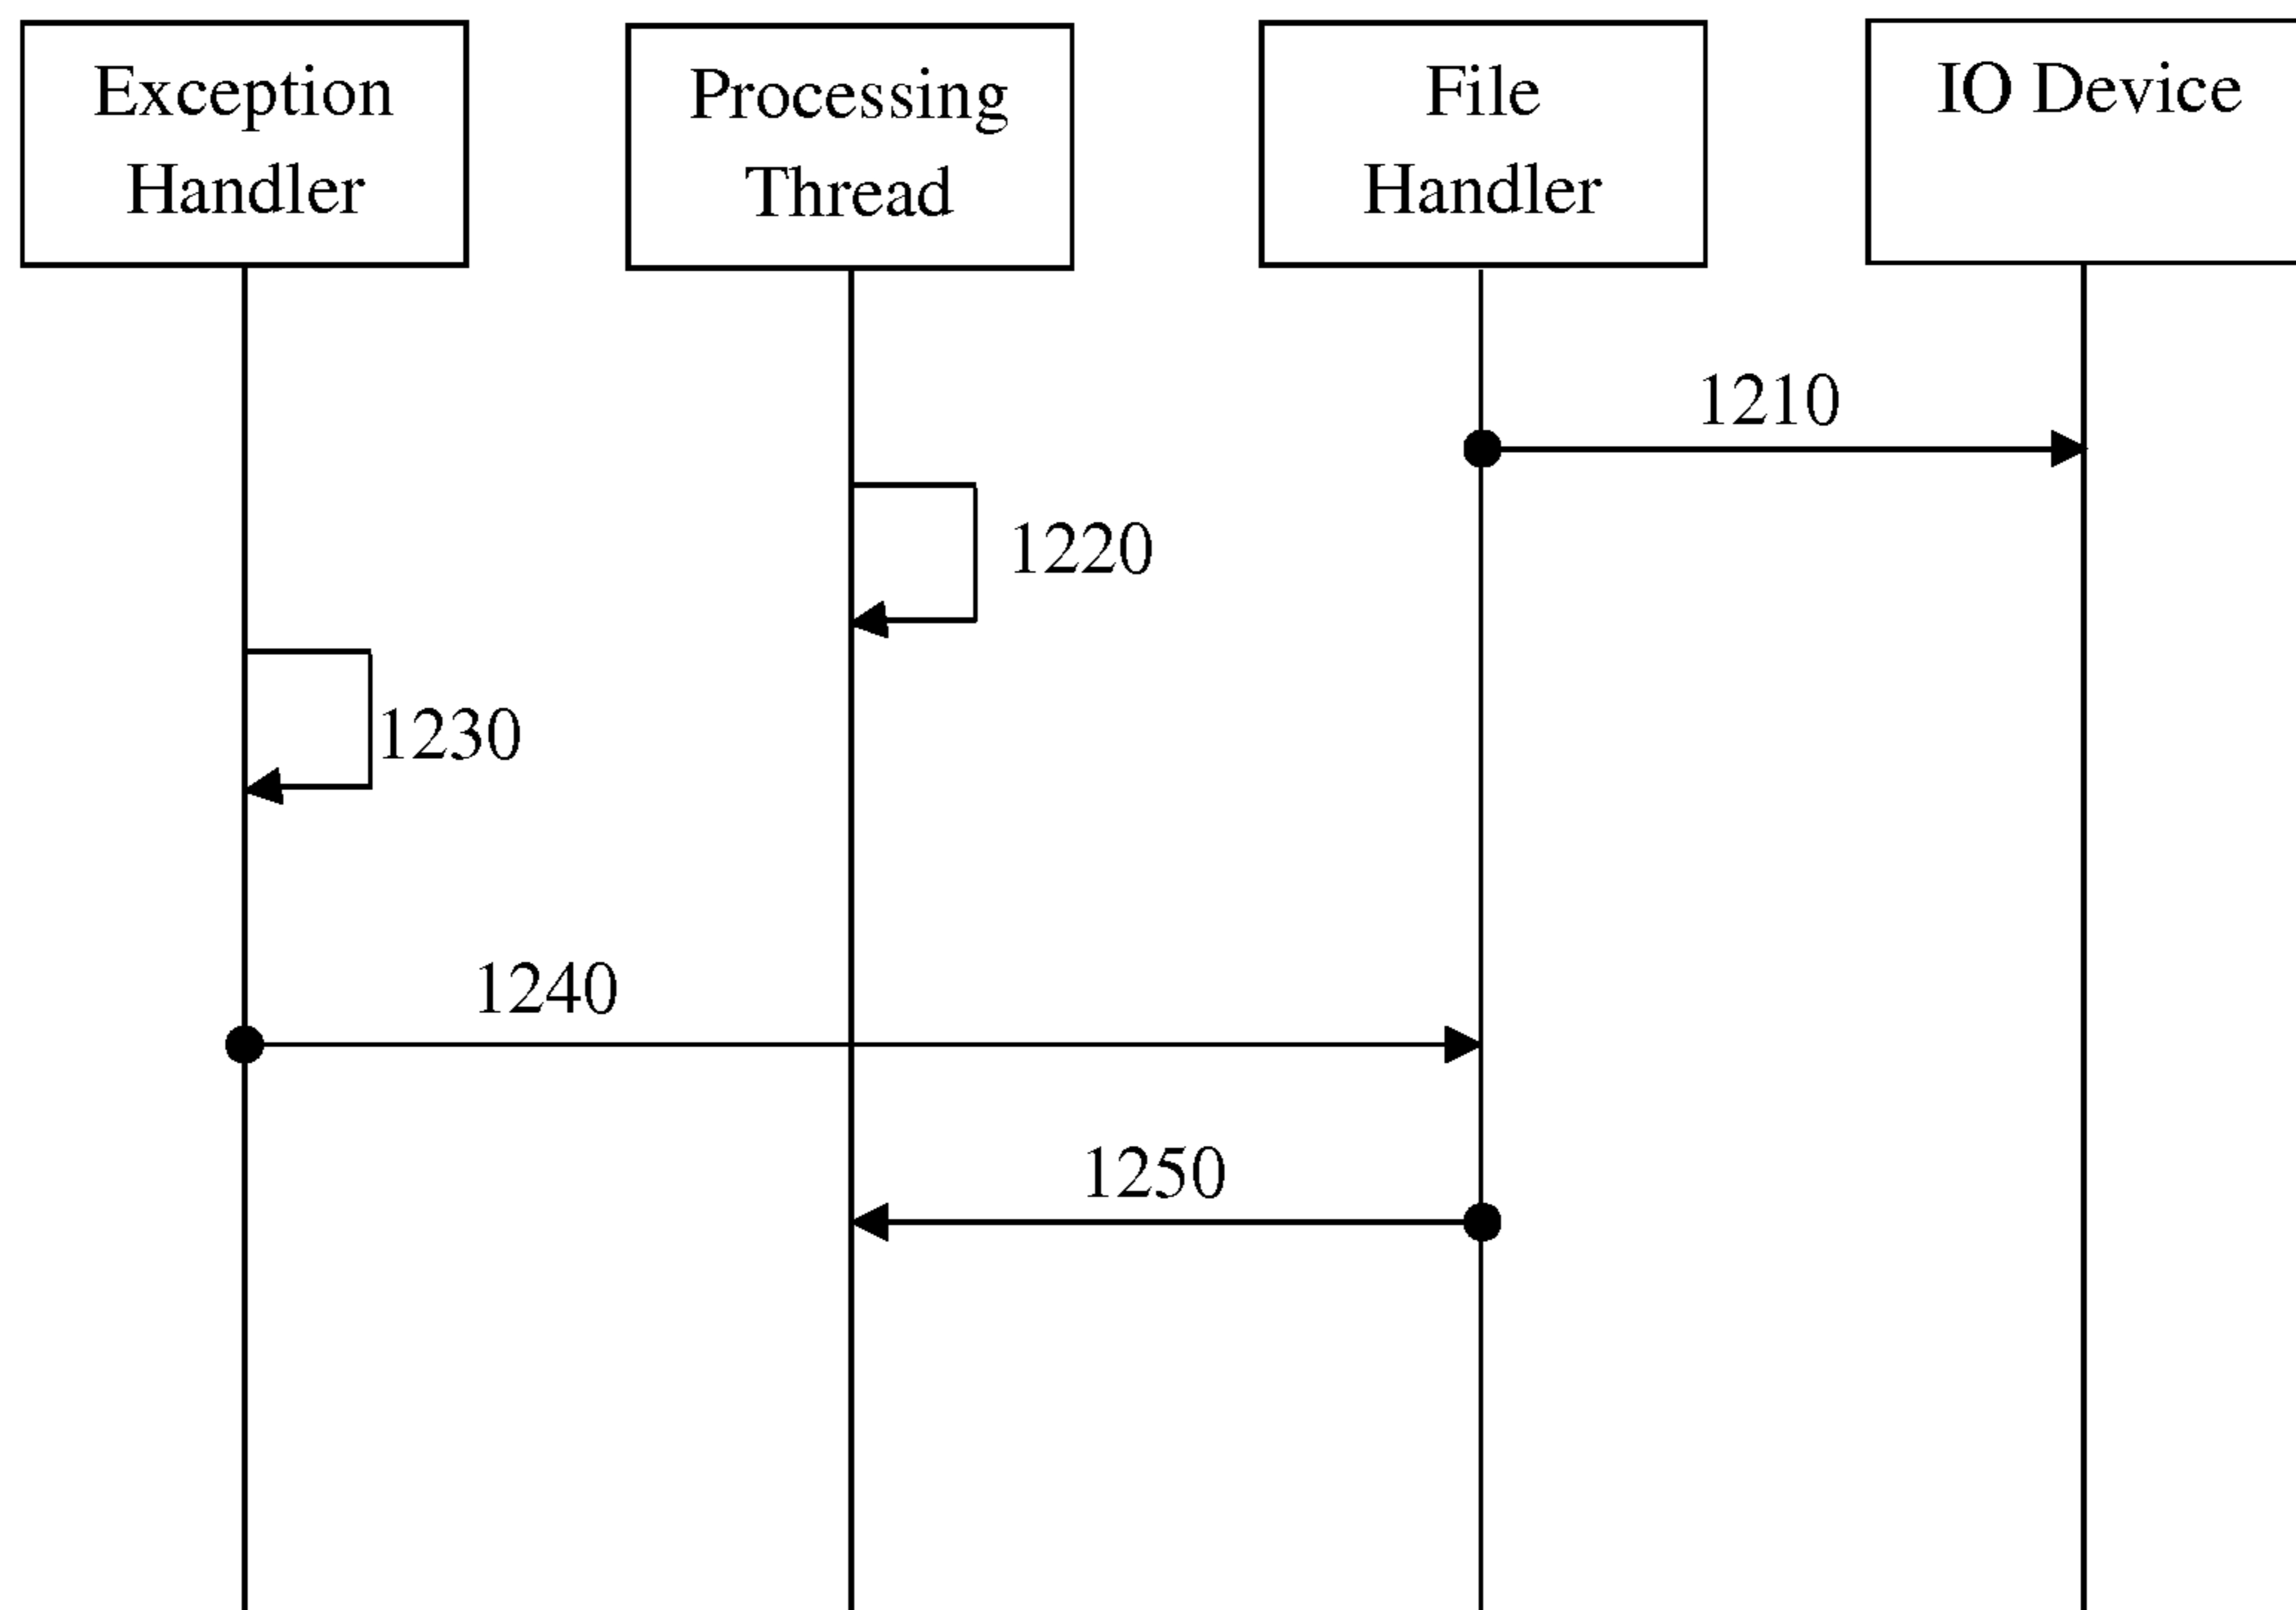 Exception
Handler
Processing
Thread
File
Handler
IO Device
1210
1220
1230
1240
1250